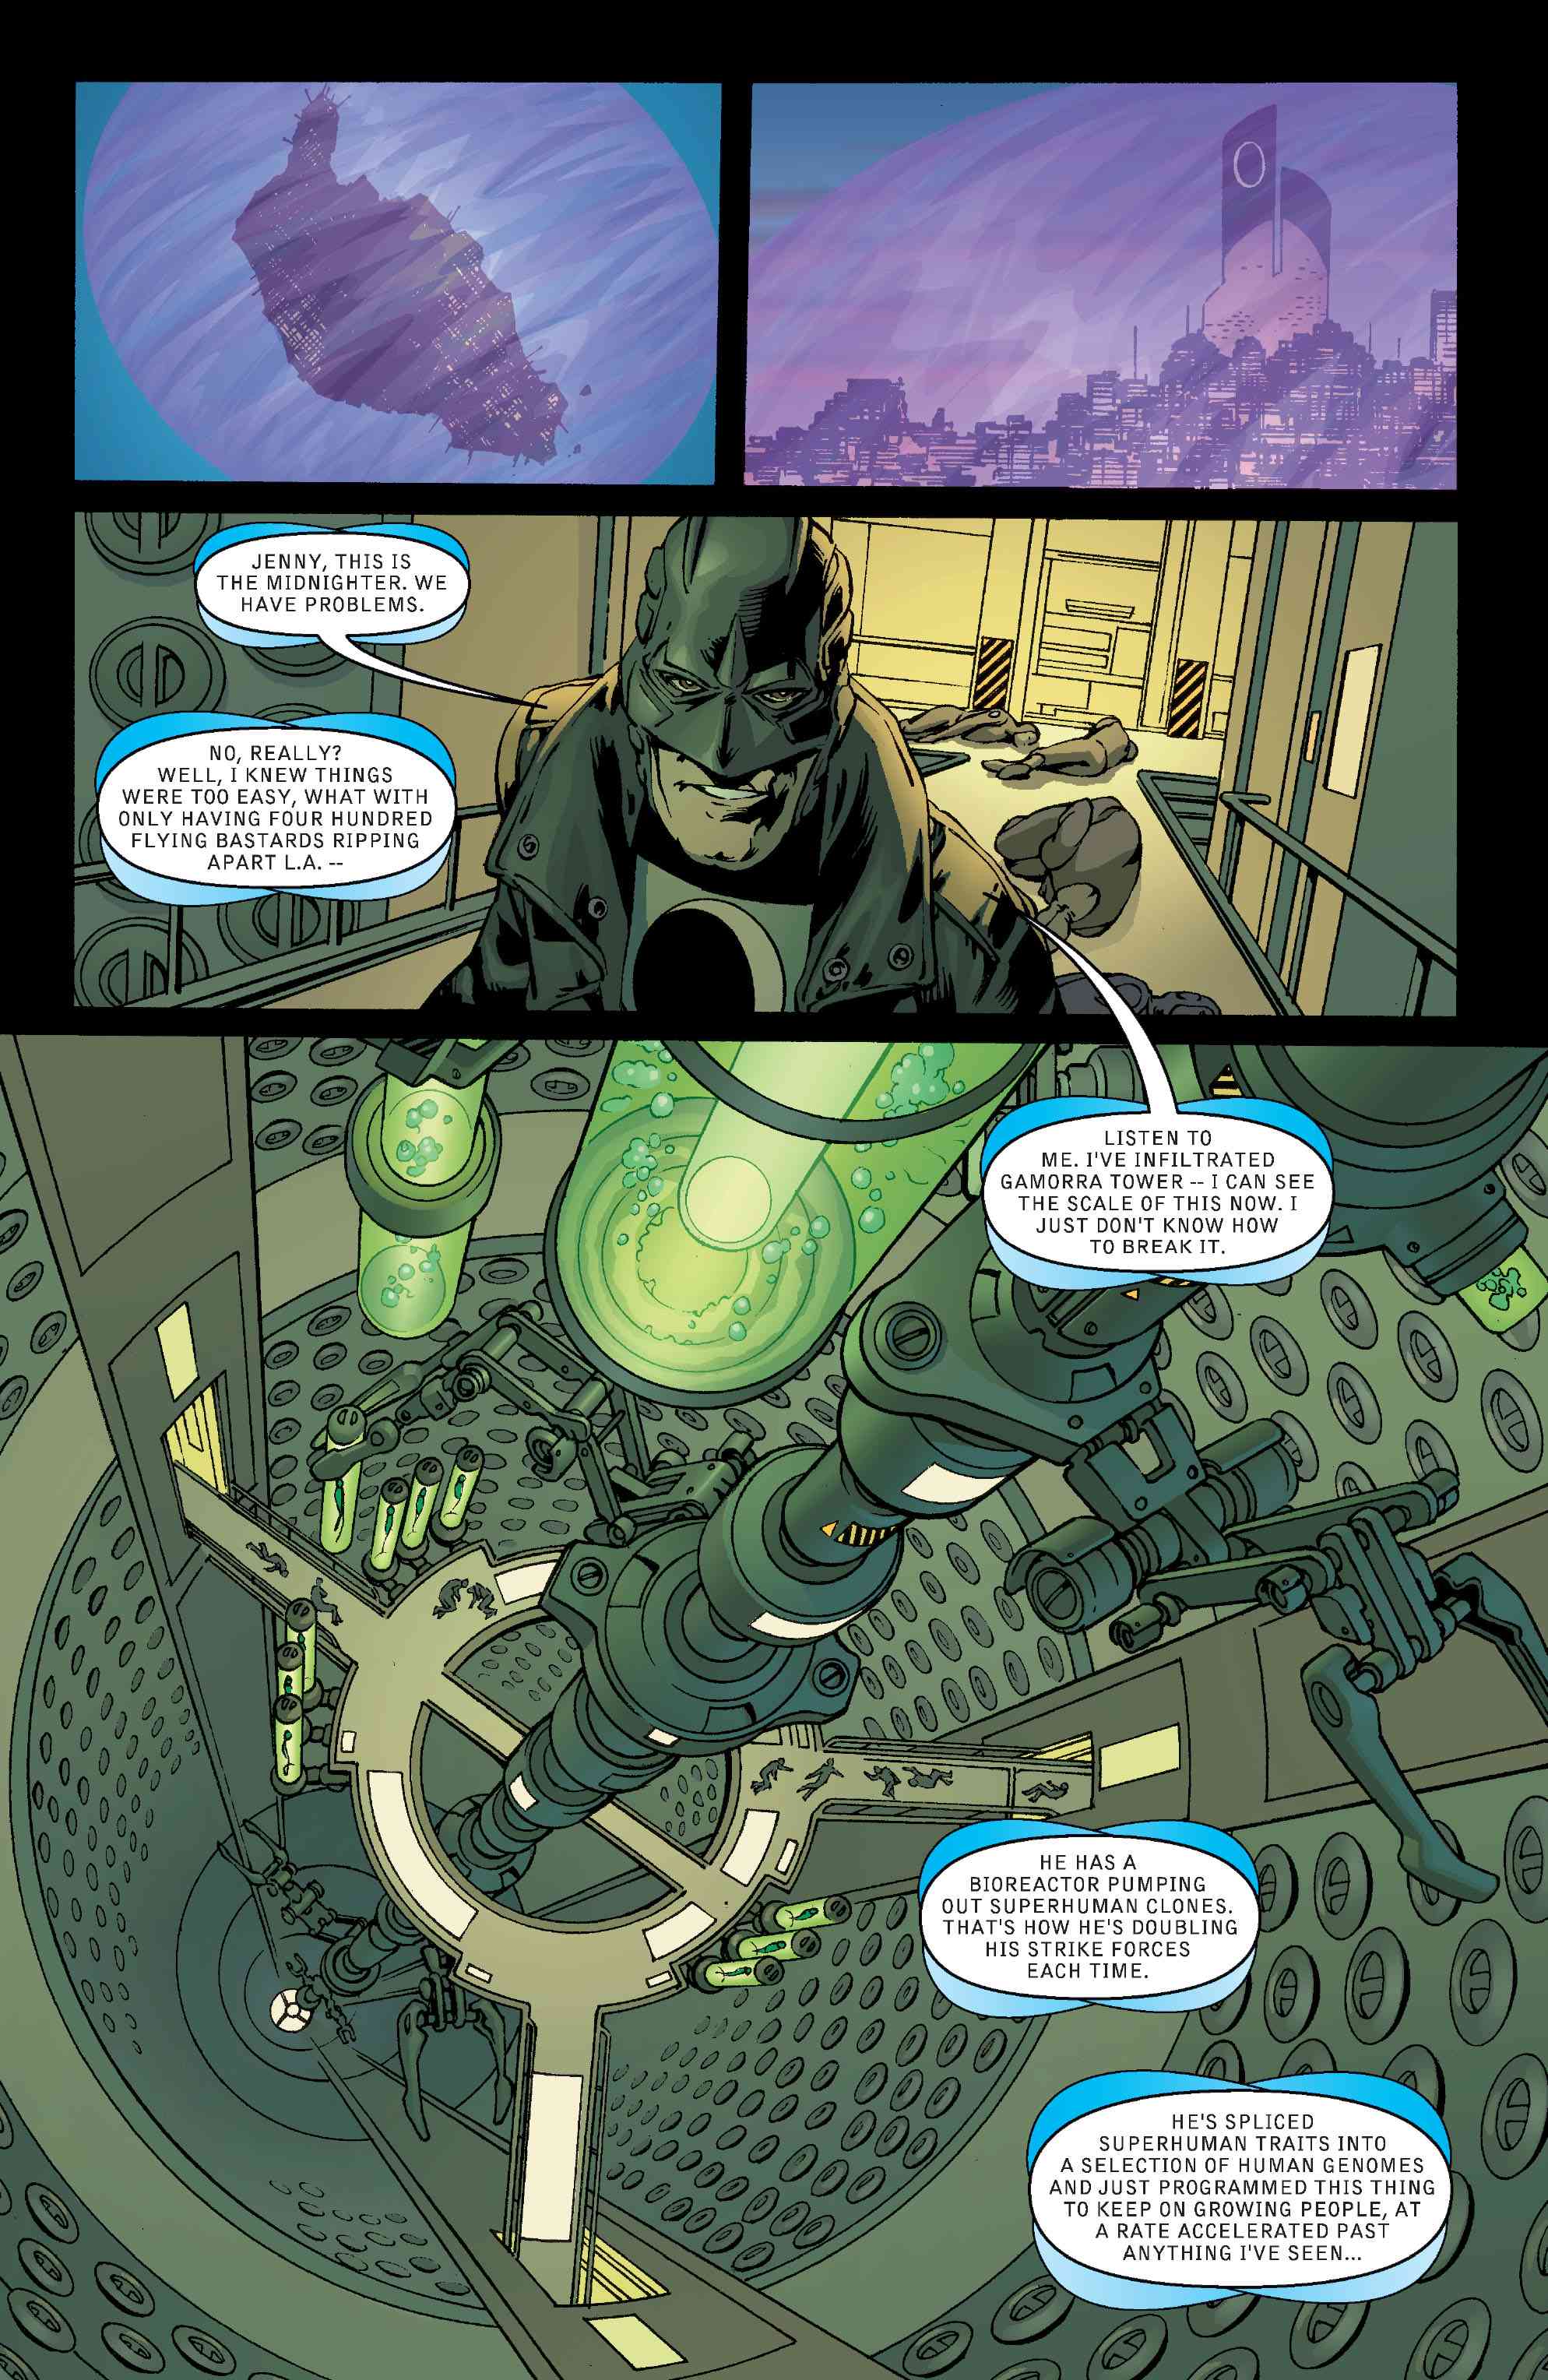 JENNY, THIS IS
THE MIDNIGHTER. WE
HAVE PROBLEMS.
NO, REALLY?
WELL, I KNEW THINGS
WERE TOO EASY, WHAT WITH
ONLY HAVING FOUR HUNDRED
FLYING BASTARDS RIPPING
APART L.A. --
LISTEN TO
ME. I'VE INFILTRATED
GAMORRA TOWER -- I CAN SEE
THE SCALE OF THIS NOW. I
JUST DON'T KNOW HOW
TO BREAK IT.
HE HAS A
BIOREACTOR PUMPING
OUT SUPERHUMAN CLONES.
THAT'S HOW HE'S DOUBLING
HIS STRIKE FORCES
EACH TIME.
HE'S SPLICED
SUPERHUMAN TRAITS INTO
A SELECTION OF HUMAN GENOMES
AND JUST PROGRAMMED THIS THING
TO KEEP ON GROWING PEOPLE, AT
A RATE ACCELERATED PAST
ANYTHING I'VE SEEN...